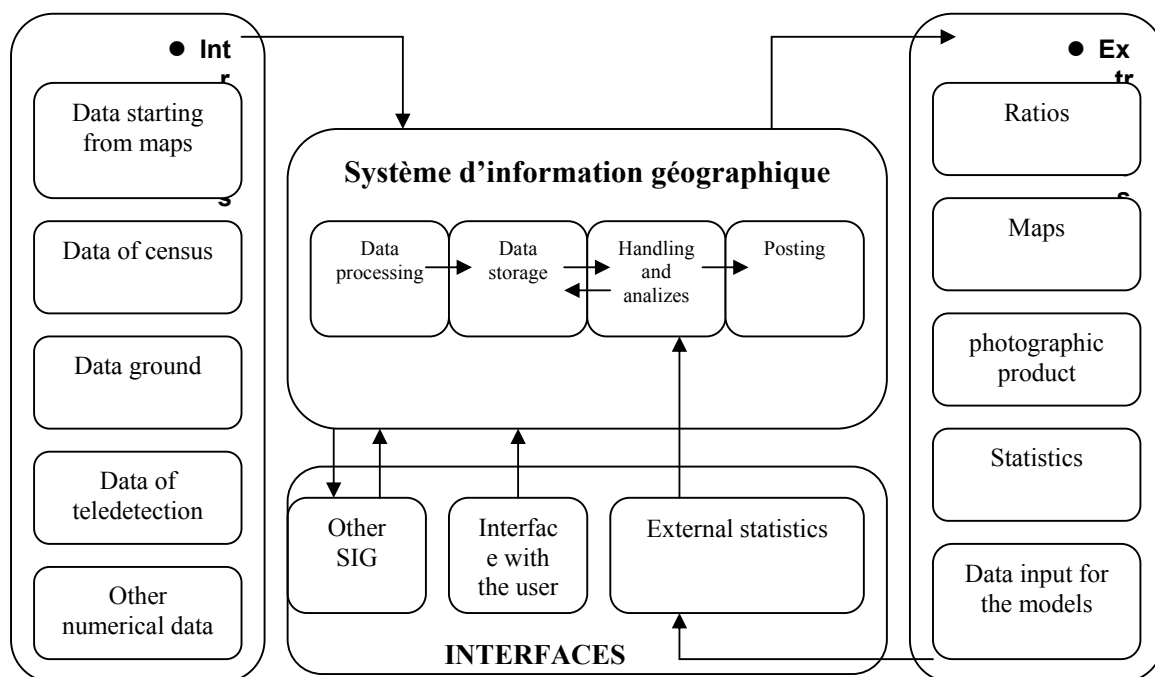 ● Int
r
s
Data starting
from maps
Data of census
Data ground
Data of
teledetection
Other
numerical data
Système d’information géographique
Data
processing
Data
storage
Handling
and
analizes
Posting
Other
SIG
Interfac
e with
the user
External statistics
INTERFACES
● Ex
tr
s
Ratios
Maps
photographic
product
Statistics
Data input for
the models